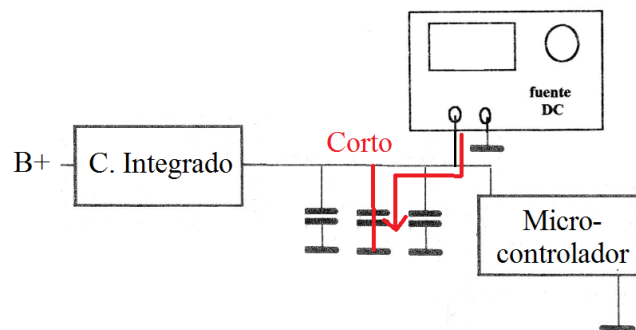 fuente
DC
Corto
B+
C. Integrado
Micro-
controlador